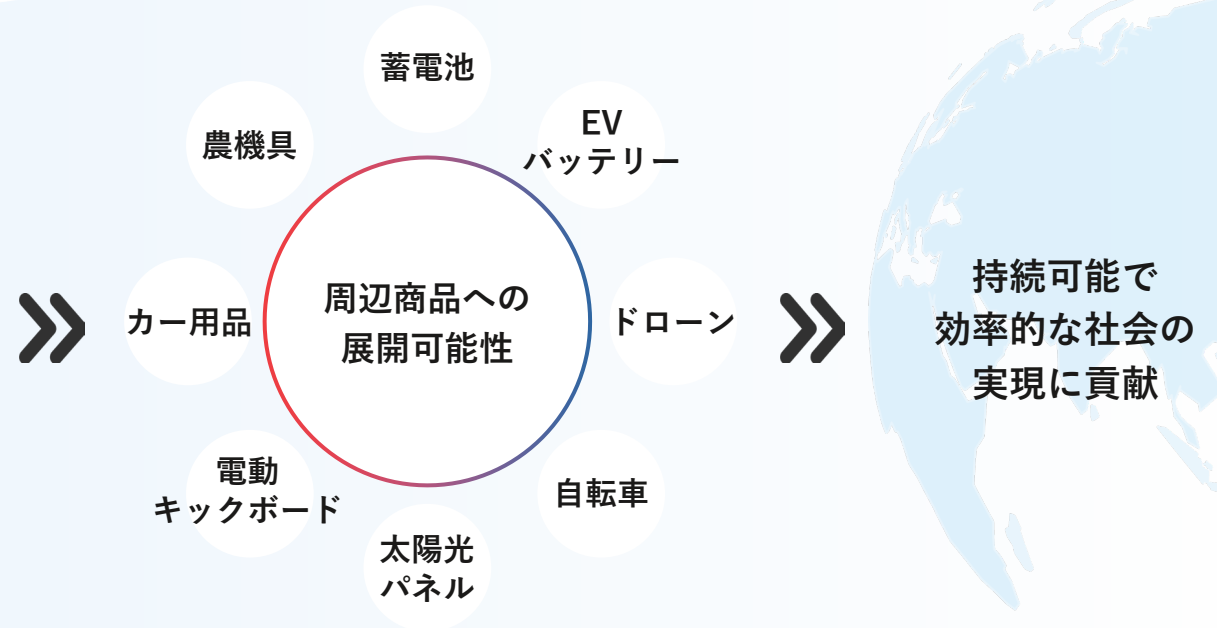 蓄電池
農機具
EV
バッテリー
カー用品
周辺商品への
展開可能性
ドローン
持続可能で
効率的な社会の
実現に貢献
電動
キックボード
自転車
太陽光
パネル